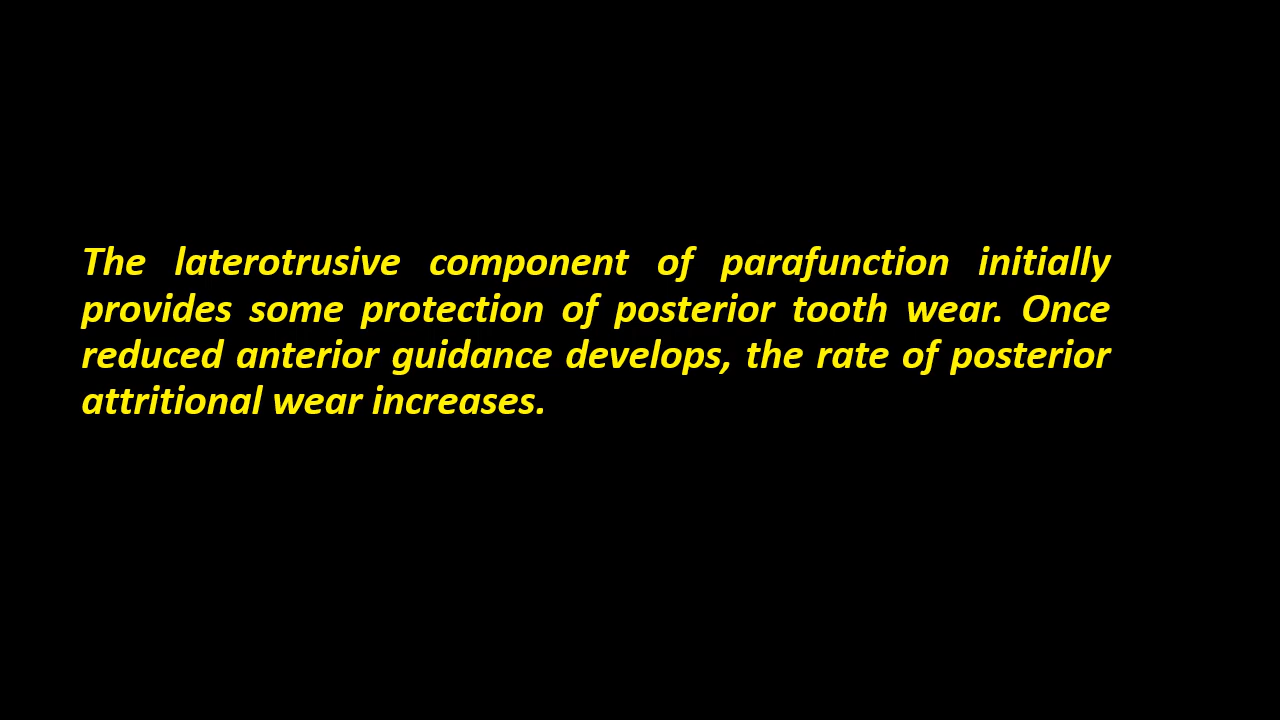 The laterotrusive component of parafunction initially
provides some protection of posterior tooth wear. Once
reduced anterior guidance develops, the rate of posterior
attritional wear increases.